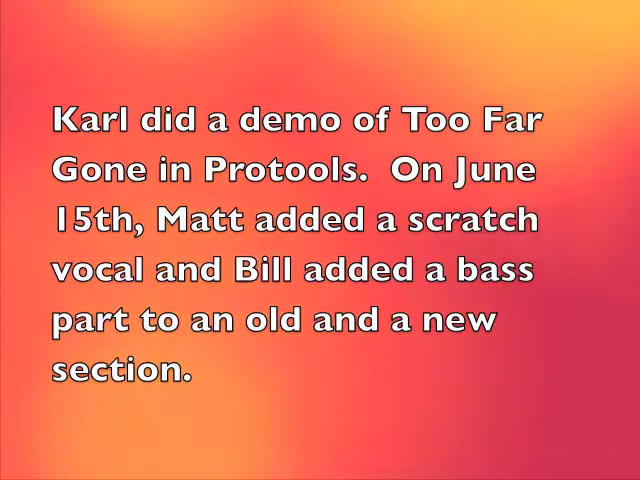 Karl did a demo of Too Far
Gone in Protools.  On June
15th, Matt added a scratch
vocal and Bill added a bass
part to an old and a new
section.